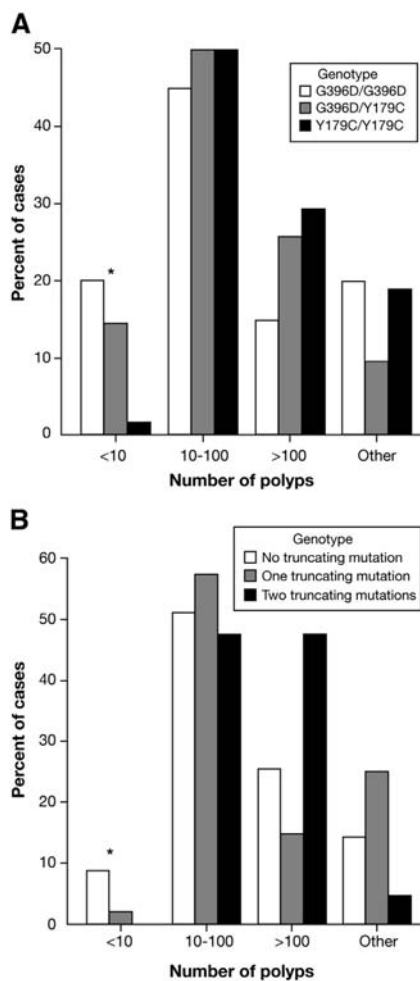 A
50
40
30
20
10
0
Percent of cases
Genotype
G396D/G396D
G396D/Y179C
Y179C/Y179C
*
<10 10-100 >100 Other
Number of polyps
B
60
50
40
30
20
10
0
Percent of cases
Genotype
No truncating mutation
One truncating mutation
Two truncating mutations
*
<10 10-100 >100 Other
Number of polyps